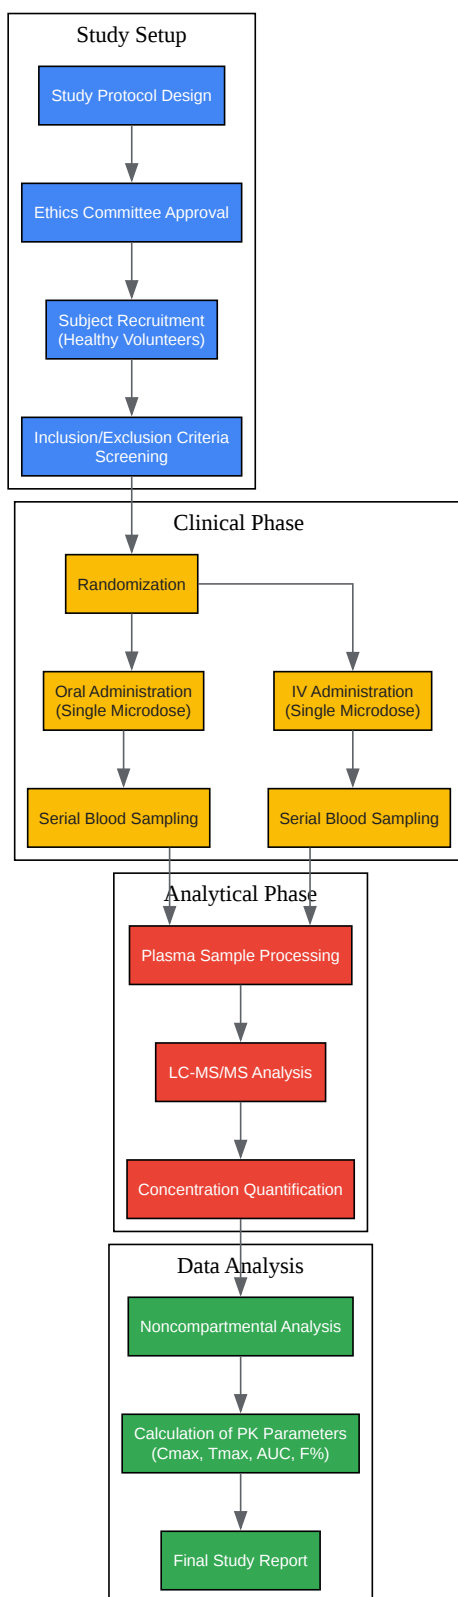 Study Setup
Study Protocol Design
Ethics Committee Approval
Subject Recruitment
(Healthy Volunteers)
Inclusion/Exclusion Criteria
Screening
Clinical Phase
Randomization
Oral Administration
(Single Microdose)
IV Administration
(Single Microdose)
Serial Blood Sampling
Serial Blood Sampling
Analytical Phase
Plasma Sample Processing
LC-MS/MS Analysis
Concentration Quantification
Data Analysis
Noncompartmental Analysis
Calculation of PK Parameters
(Cmax, Tmax, AUC, F%)
Final Study Report